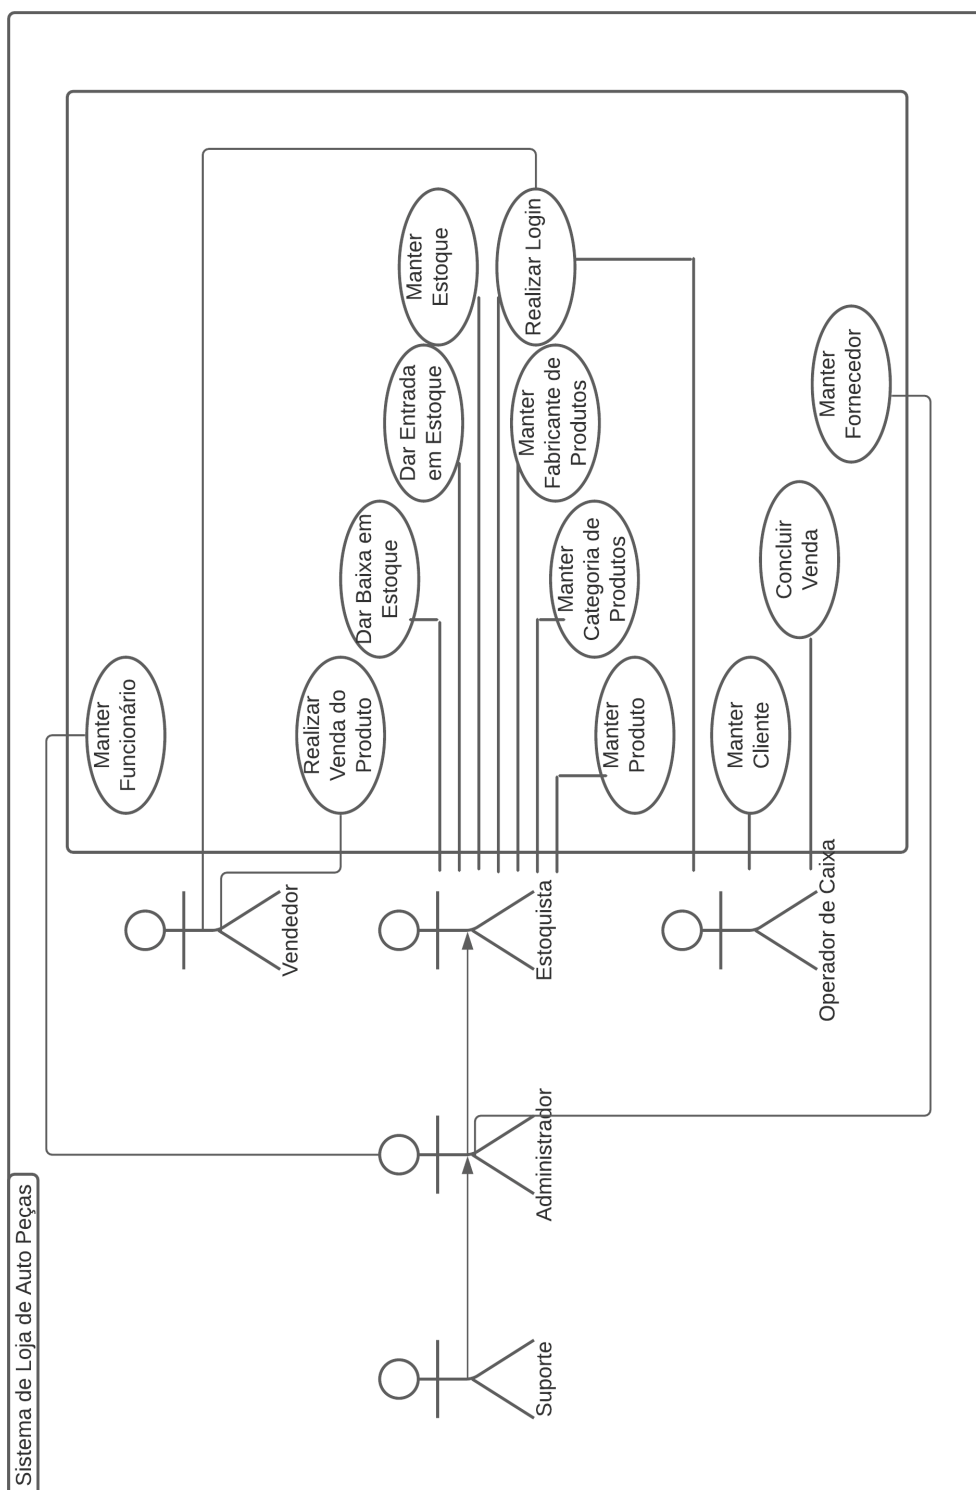 Sistema de Loja de Auto Peças
Manter
Funcionário
Realizar
Venda do
Produto
Dar Baixa em
Estoque
Dar Entrada
em Estoque
Manter
Estoque
Realizar Login
Manter
Fabricante de
Produtos
Manter
Categoria de
Produtos
Manter
Produto
Manter
Cliente
Concluir
Venda
Manter
Fornecedor
Vendedor
Estoquista
Operador de Caixa
Administrador
Suporte